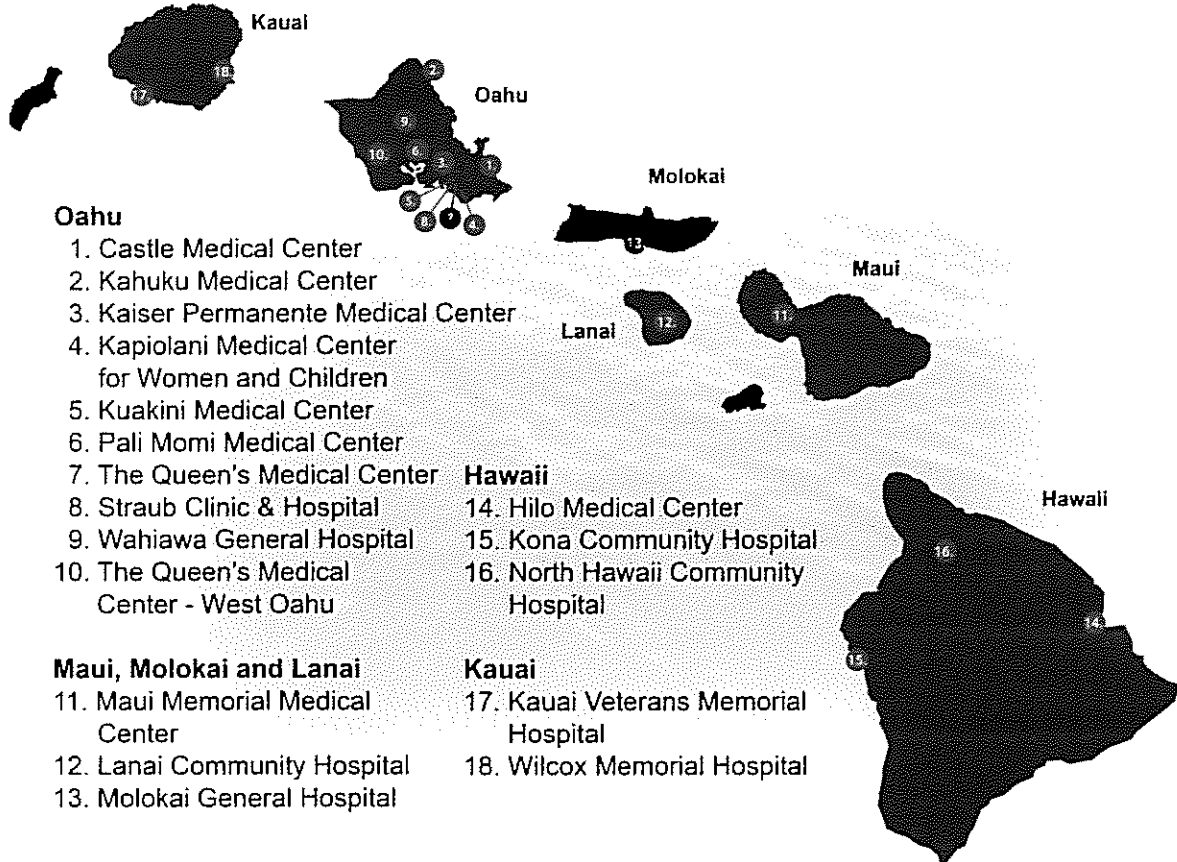 Kauai
18.
17.
2.
Oahu
9.
10.
6.
3.
1.
5.
8.
4.
Molokai
13.
Maui
Lanai
12.
11.
Oahu
1. Castle Medical Center
2. Kahuku Medical Center
3. Kaiser Permanente Medical Center
4. Kapiolani Medical Center
for Women and Children
5. Kuakini Medical Center
6. Pali Momi Medical Center
7. The Queen's Medical Center
8. Straub Clinic & Hospital
9. Wahiawa General Hospital
10. The Queen's Medical
Center - West Oahu
Maui, Molokai and Lanai
11. Maui Memorial Medical
Center
12. Lanai Community Hospital
13. Molokai General Hospital
Hawaii
14. Hilo Medical Center
15. Kona Community Hospital
16. North Hawaii Community
Hospital
Kauai
17. Kauai Veterans Memorial
Hospital
18. Wilcox Memorial Hospital
Hawaii
16.
14.
15.